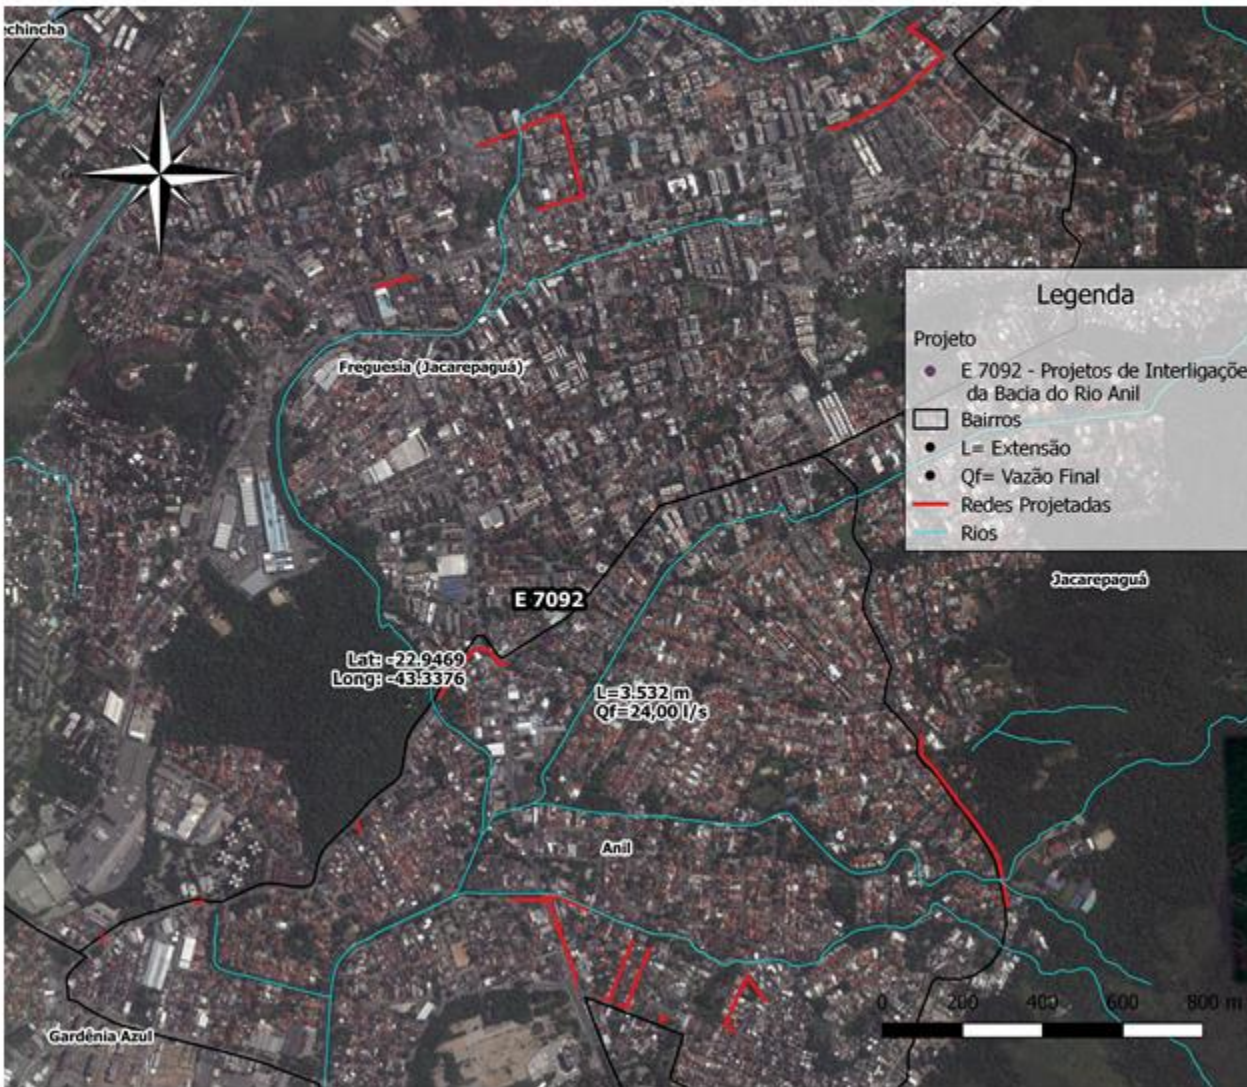 echincha
Legenda
Projeto
E 7092 - Projetos de Interligaçõe
da Bacia do Rio Anil
Bairros
L= Extensão
Qf= Vazão Final
Redes Projetadas
Rios
Freguesia (Jacarepaguá)
Jacarepaguá
E 7092
Lat: -22.9469
Long: -43.3376
L=3.532 m
Qf=24,00 l/s
Anil
0 200 400 600 800 m
Gardênia Azul